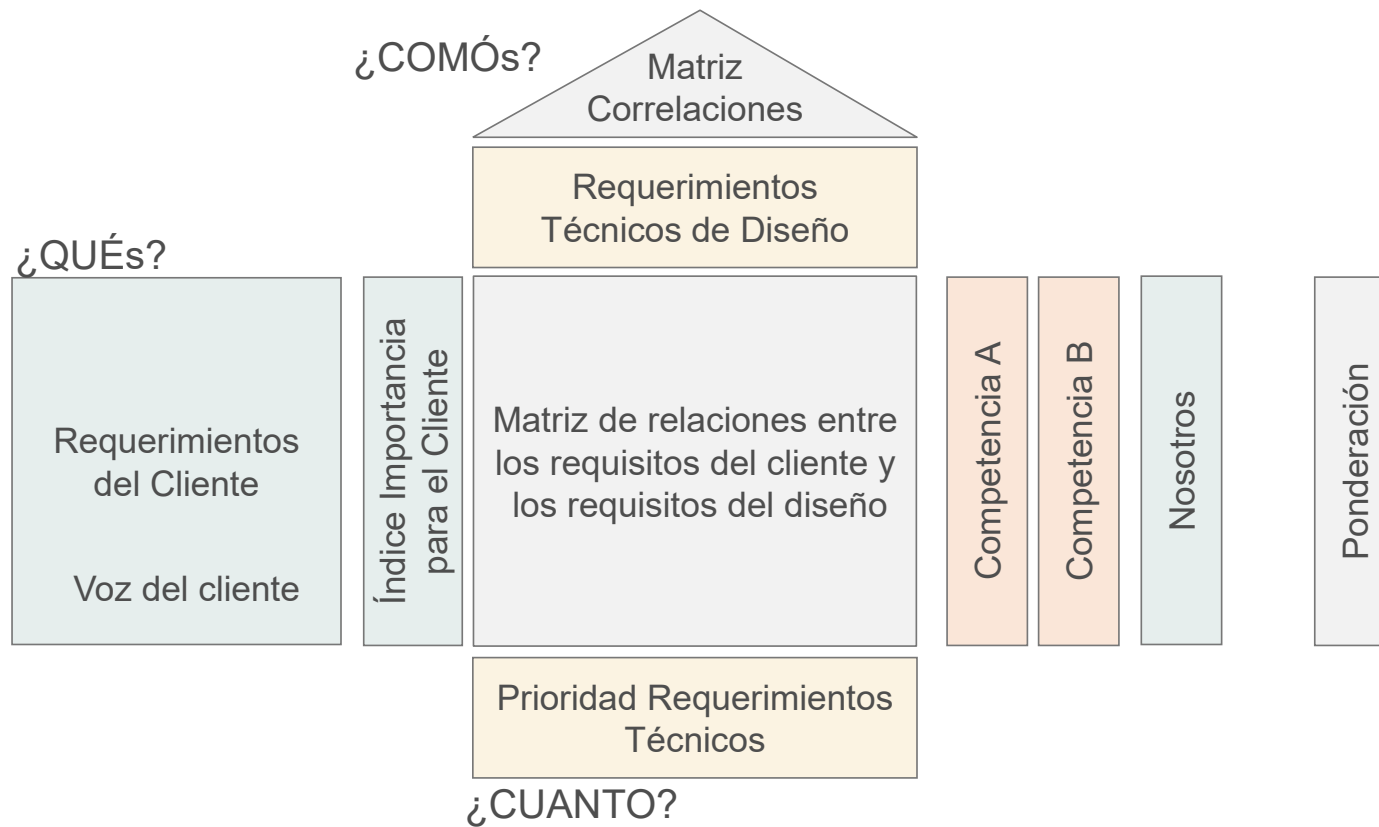 ¿COMÓs?
Matriz
Correlaciones
Requerimientos
Técnicos de Diseño
¿QUÉs?
Requerimientos
del Cliente
Voz del cliente
Índice Importancia
para el Cliente
Matriz de relaciones entre
los requisitos del cliente y
los requisitos del diseño
Competencia A
Competencia B
Nosotros
Ponderación
Prioridad Requerimientos
Técnicos
¿CUANTO?